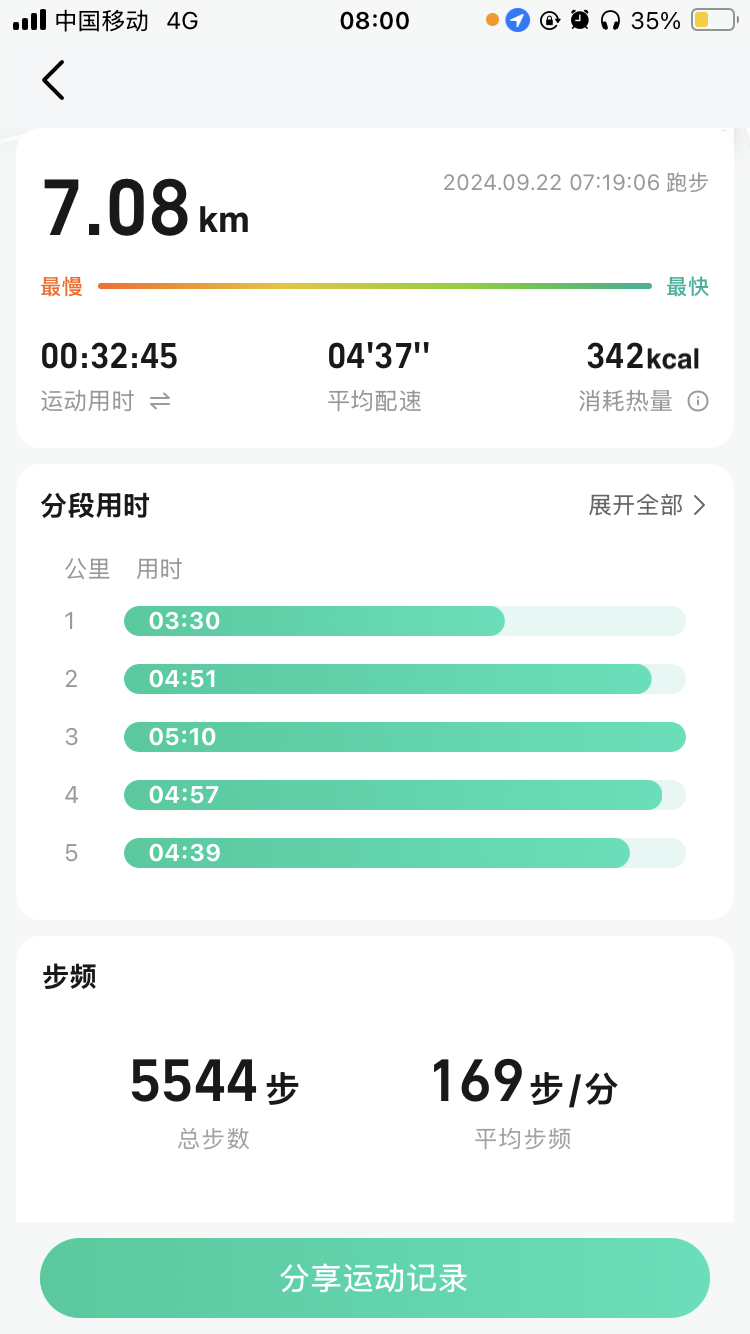 中国移动 4G 08:00 35%
7.08 km
2024.09.22 07:19:06 跑步
最慢 最快
00:32:45 04'37'' 342kcal
运动用时 平均配速 消耗热量
分段用时 展开全部
公里 用时
1 03:30
2 04:51
3 05:10
4 04:57
5 04:39
步频
5544 步 169 步/分
总步数 平均步频
分享运动记录